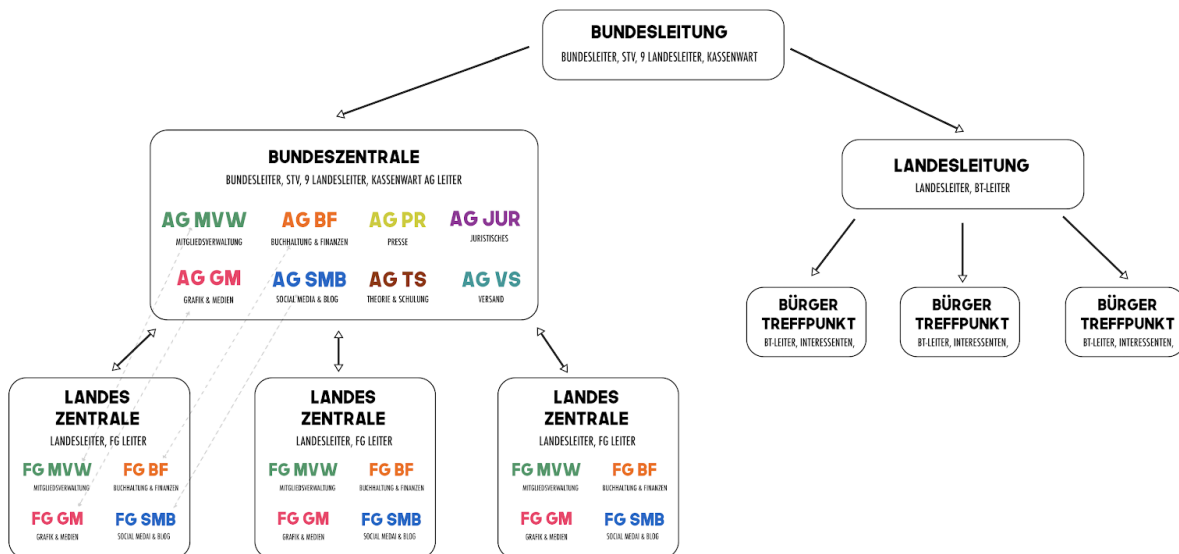 BUNDESLEITUNG
BUNDESLEITER, STV, 9 LANDESLEITER, KASSENWART
BUNDESZENTRALE
BUNDESLEITER, STV, 9 LANDESLEITER, KASSENWART AG LEITER
AG MVW
MITGLIEDSVERWALTUNG
AG BF
BUCHHALTUNG & FINANZEN
AG PR
PRESSE
AG JUR
JURISTISCHES
AG GM
GRAFIK & MEDIEN
AG SMB
SOCIAL MEDIA & BLOG
AG TS
THEORIE & SCHULUNG
AG VS
VERSAND
LANDESLEITUNG
LANDESLEITER, BT-LEITER
BÜRGER
TREFFPUNKT
BT-LEITER, INTERESSENTEN,
BÜRGER
TREFFPUNKT
BT-LEITER, INTERESSENTEN,
BÜRGER
TREFFPUNKT
BT-LEITER, INTERESSENTEN,
LANDES
ZENTRALE
LANDESLEITER, FG LEITER
FG MVW
MITGLIEDSVERWALTUNG
FG BF
BUCHHALTUNG & FINANZEN
FG GM
GRAFIK & MEDIEN
FG SMB
SOCIAL MEDAI & BLOG
LANDES
ZENTRALE
LANDESLEITER, FG LEITER
FG MVW
MITGLIEDSVERWALTUNG
FG BF
BUCHHALTUNG & FINANZEN
FG GM
GRAFIK & MEDIEN
FG SMB
SOCIAL MEDAI & BLOG
LANDES
ZENTRALE
LANDESLEITER, FG LEITER
FG MVW
MITGLIEDSVERWALTUNG
FG BF
BUCHHALTUNG & FINANZEN
FG GM
GRAFIK & MEDIEN
FG SMB
SOCIAL MEDAI & BLOG